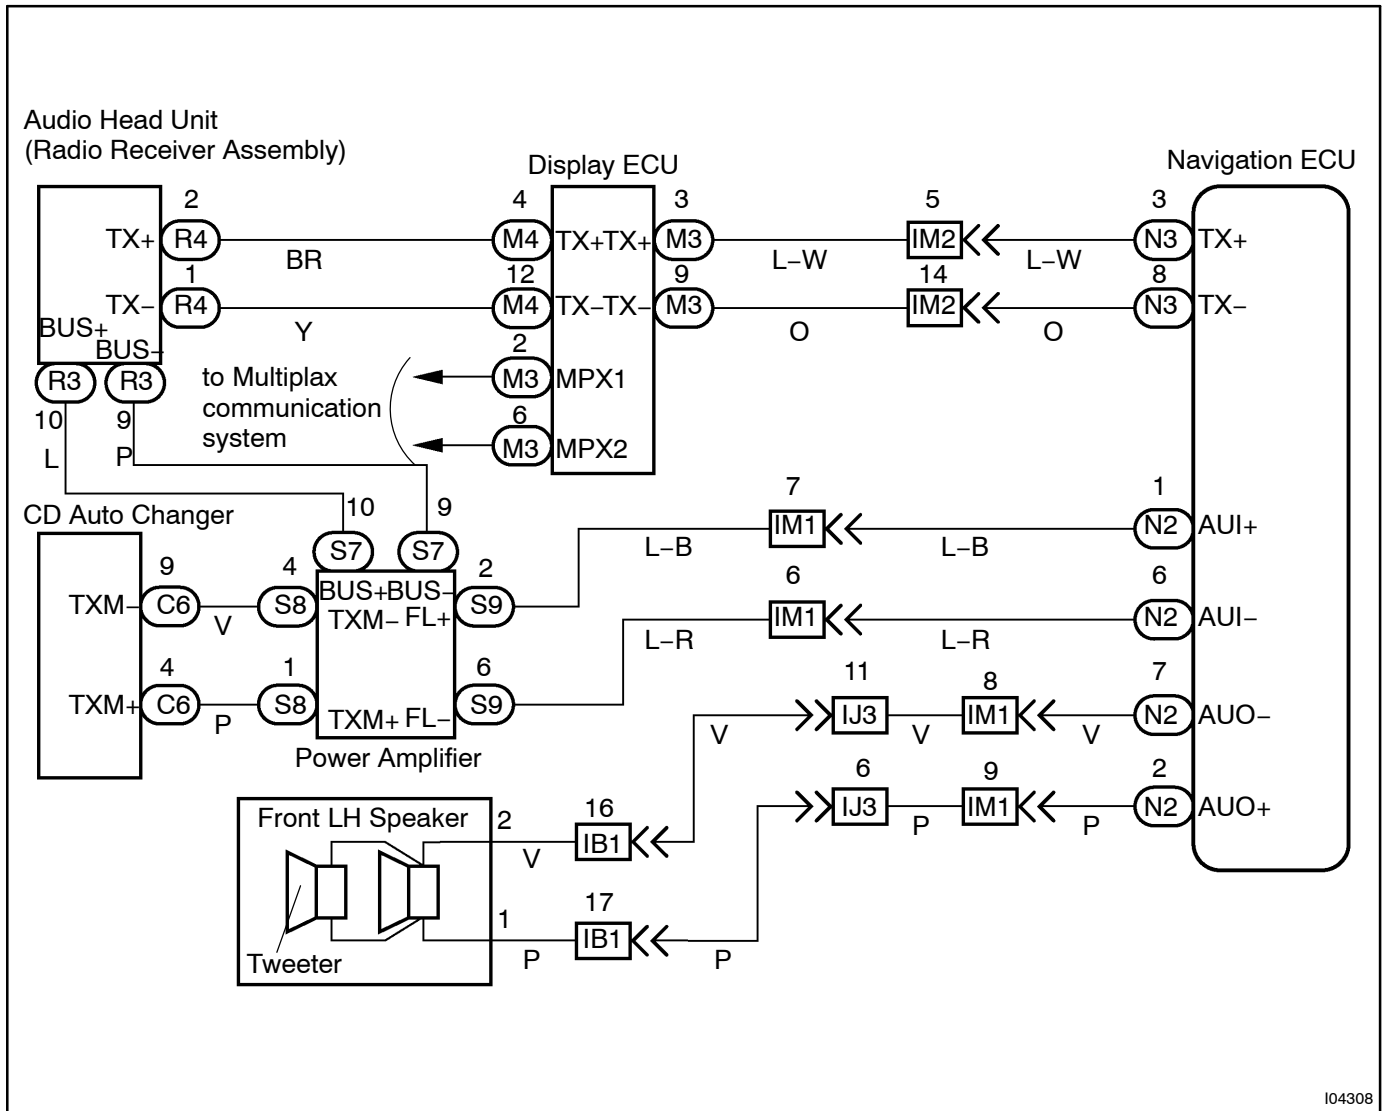 Audio Head Unit
(Radio Receiver Assembly)
Display ECU
Navigation ECU
2 4 3 5 3
TX+ R4 M4 TX+TX+ M3 IM2 N3 TX+
BR L−W L−W
1 12 9 14 8
TX− R4 M4 TX−TX− M3 IM2 N3 TX−
Y O O
BUS+
BUS−
R3 R3
2
to Multiplax M3 MPX1
communication
system
6
M3 MPX2
10 9
L P
CD Auto Changer
10 9 7 1
S7 S7 IM1 N2 AUI+
L−B L−B
9 4 BUS+BUS− 2 6 6
TXM− C6 S8 TXM− FL+ S9 IM1 N2 AUI−
V L−R L−R
4 1 6 11 8 7
TXM+ C6 S8 TXM+ FL− S9 IJ3 IM1 N2 AUO−
P V V V
Power Amplifier
6 9 2
IJ3 IM1 N2 AUO+
P P
Front LH Speaker 2 16
V IB1
1 17
P IB1 P
Tweeter
I04308